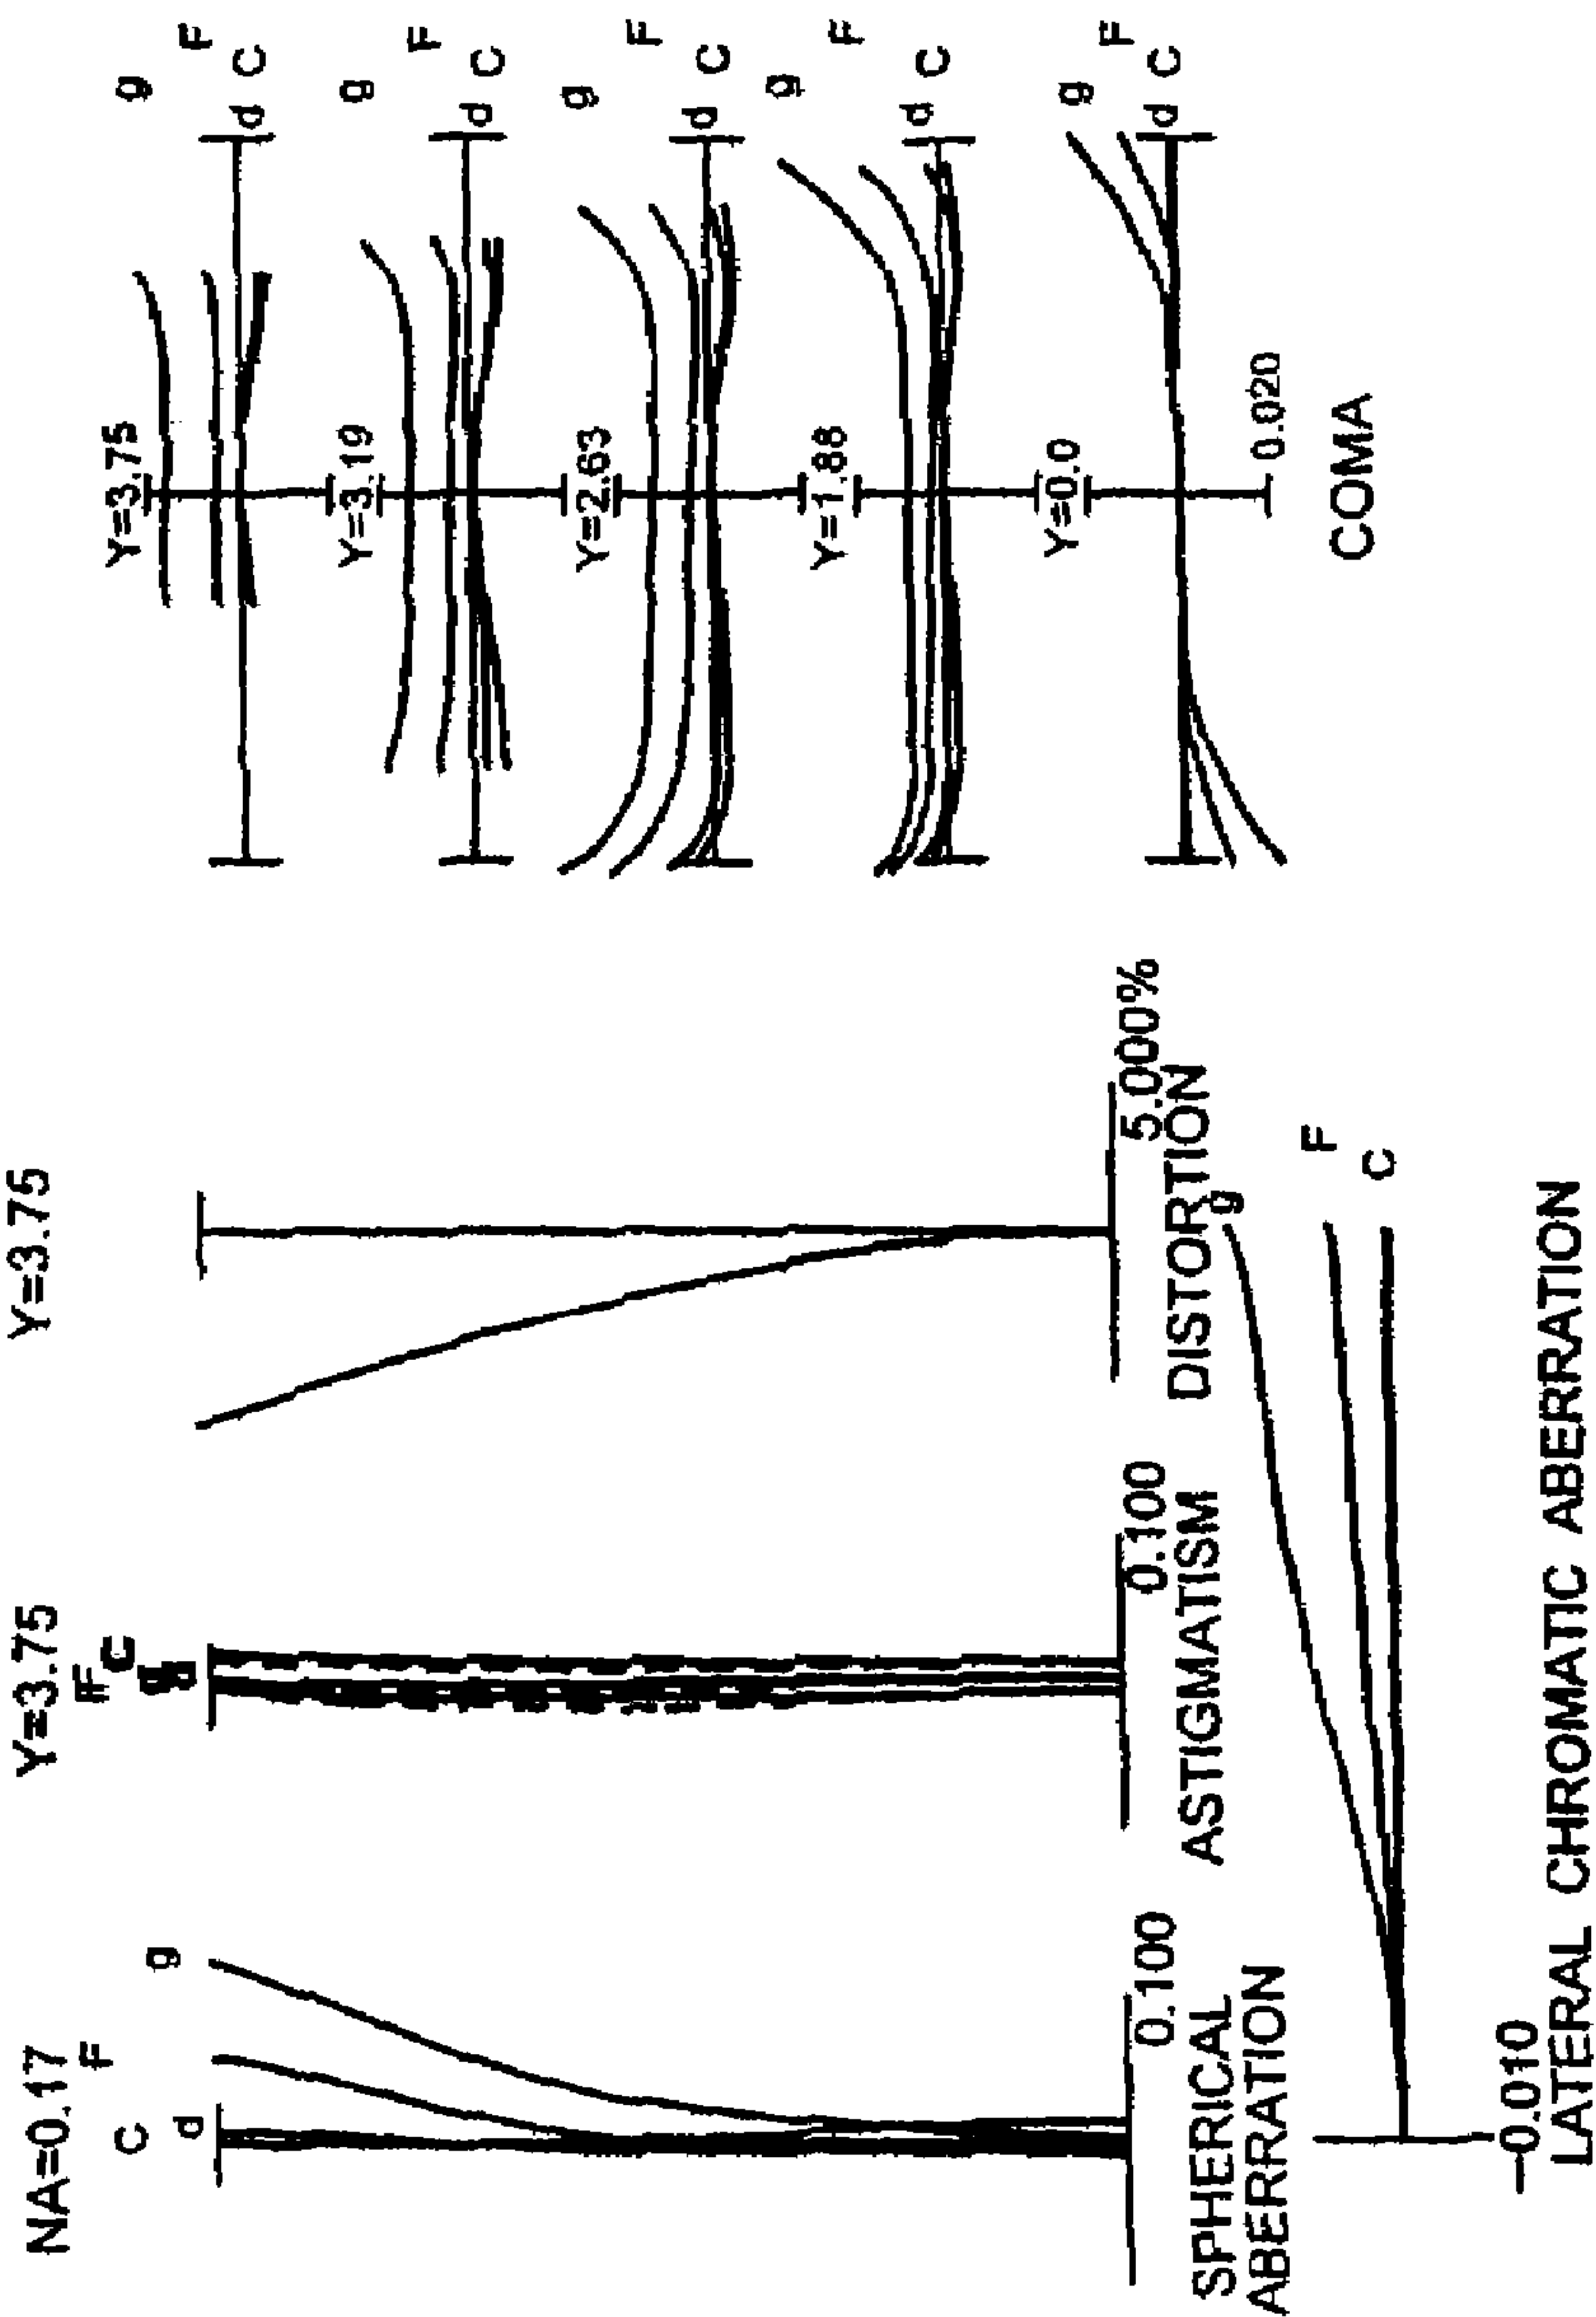 NA=0.17
C
F
d
g
SPHERICAL
ABERRATION
0.100
Y=3.75
F
C
g
d
ASTIGMATISM
0.100
Y=3.75
DISTORTION
5.000%
g
F
C
-0.010
LATERAL CHROMATIC ABERRATION
Y=3.75
g
F
d
C
Y=3.19
g
F
d
C
Y=2.63
g
F
d
C
Y=1.88
g
F
d
C
Y=0.0
g
F
d
C
0.020
COMA